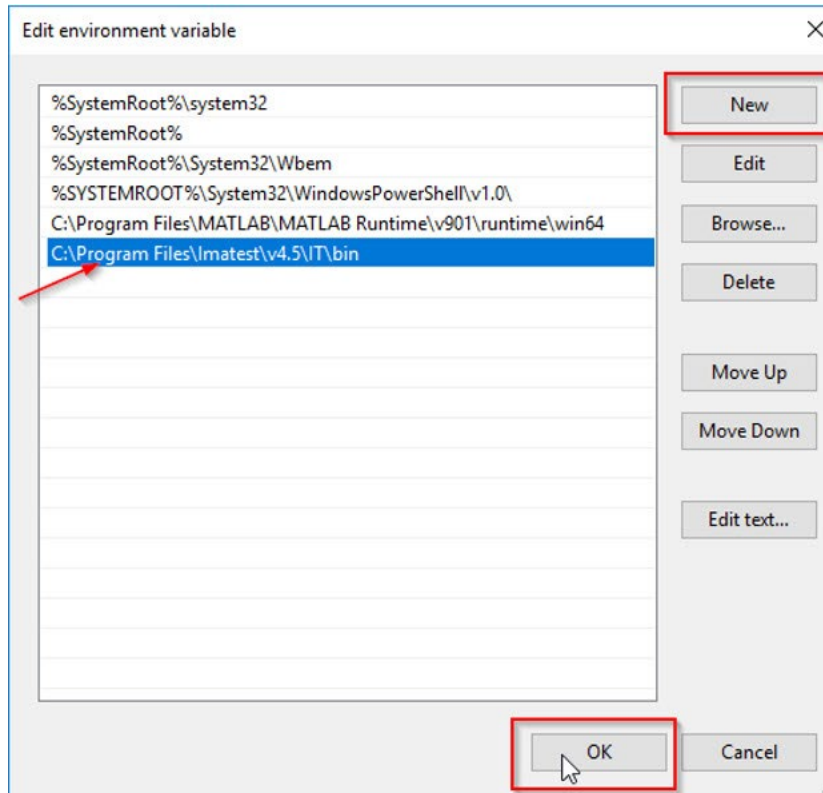 Edit environment variable
%SystemRoot%\system32
%SystemRoot%
%SystemRoot%\System32\Wbem
%SYSTEMROOT%\System32\WindowsPowerShell\v1.0\
C:\Program Files\MATLAB\MATLAB Runtime\v901\runtime\win64
C:\Program Files\Imatest\v4.5\IT\bin
New
Edit
Browse...
Delete
Move Up
Move Down
Edit text...
OK
Cancel